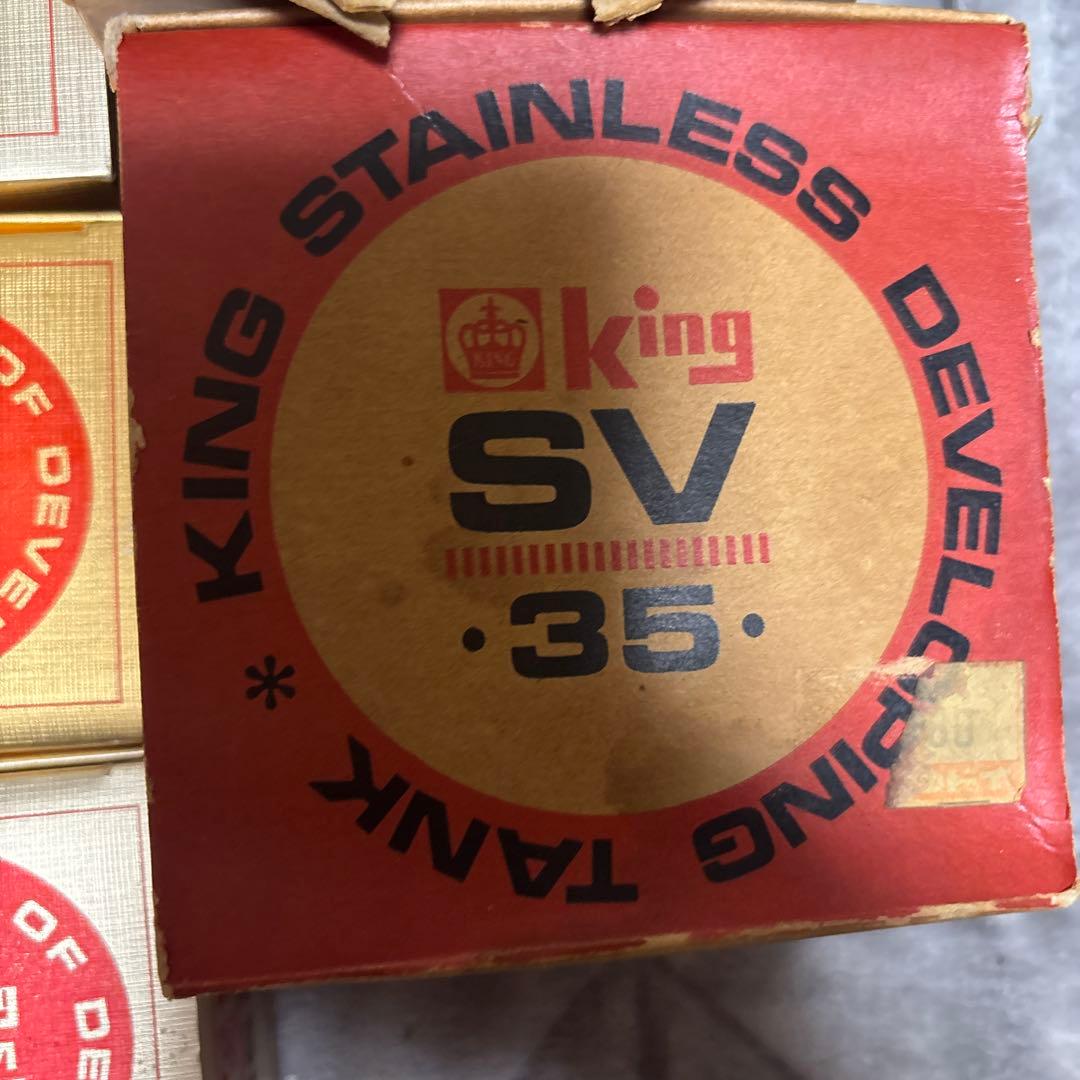 KING STAINLESS DEVELOPING TANK *
KING
king
SV
·35·
OF DEVE
OF DE